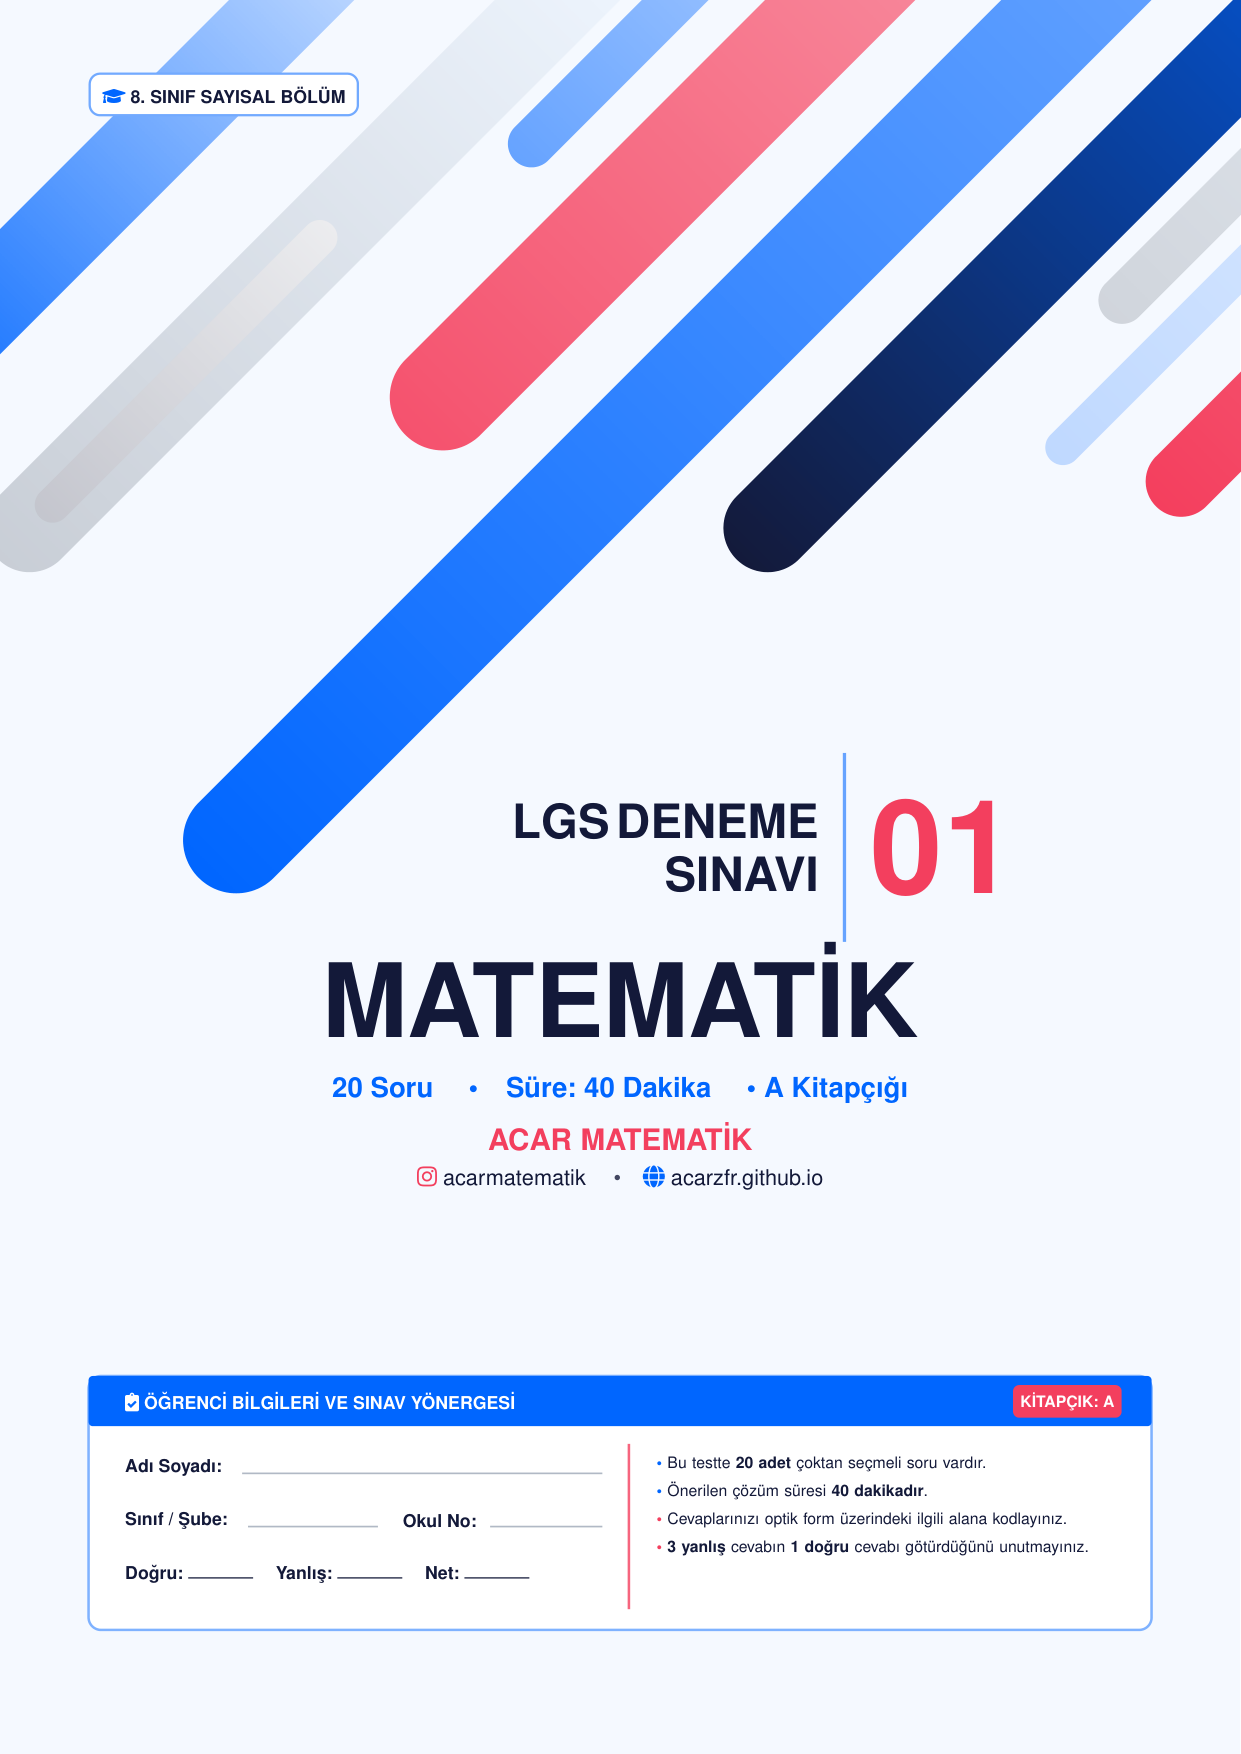 8. SINIF SAYISAL BÖLÜM
LGS DENEME
SINAVI
01
MATEMATİK
20 Soru • Süre: 40 Dakika • A Kitapçığı
ACAR MATEMATİK
acarmatematik • acarzfr.github.io
ÖĞRENCİ BİLGİLERİ VE SINAV YÖNERGESİ
KİTAPÇIK: A
Adı Soyadı:
Sınıf / Şube: Okul No:
Doğru: Yanlış: Net:
• Bu testte 20 adet çoktan seçmeli soru vardır.
• Önerilen çözüm süresi 40 dakikadır.
• Cevaplarınızı optik form üzerindeki ilgili alana kodlayınız.
• 3 yanlış cevabın 1 doğru cevabı götürdüğünü unutmayınız.